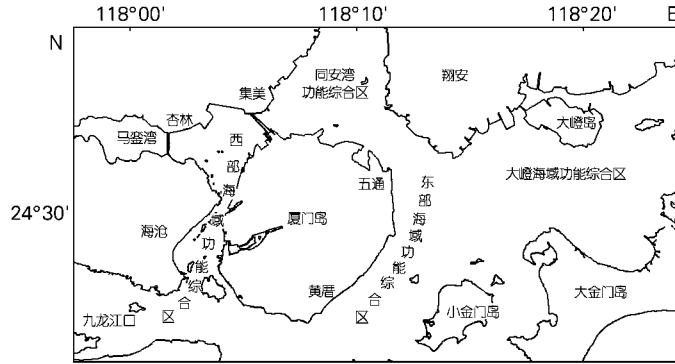 118°00′ 118°10′ 118°20′ E
N
同安湾
功能综合区
翔安
集美
杏林
马銮湾
大嶝岛
西部海域功能综合区
五通
东部海域功能综合区
大嶝海域功能综合区
24°30′
海沧
厦门岛
黄厝
九龙江口
小金门岛
大金门岛